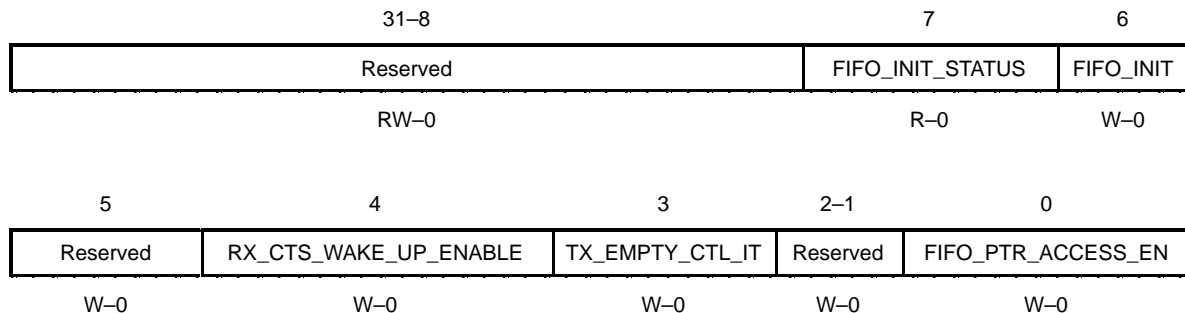 31–8 7 6
Reserved FIFO_INIT_STATUS FIFO_INIT
RW–0 R–0 W–0
5 4 3 2–1 0
Reserved RX_CTS_WAKE_UP_ENABLE TX_EMPTY_CTL_IT Reserved FIFO_PTR_ACCESS_EN
W–0 W–0 W–0 W–0 W–0